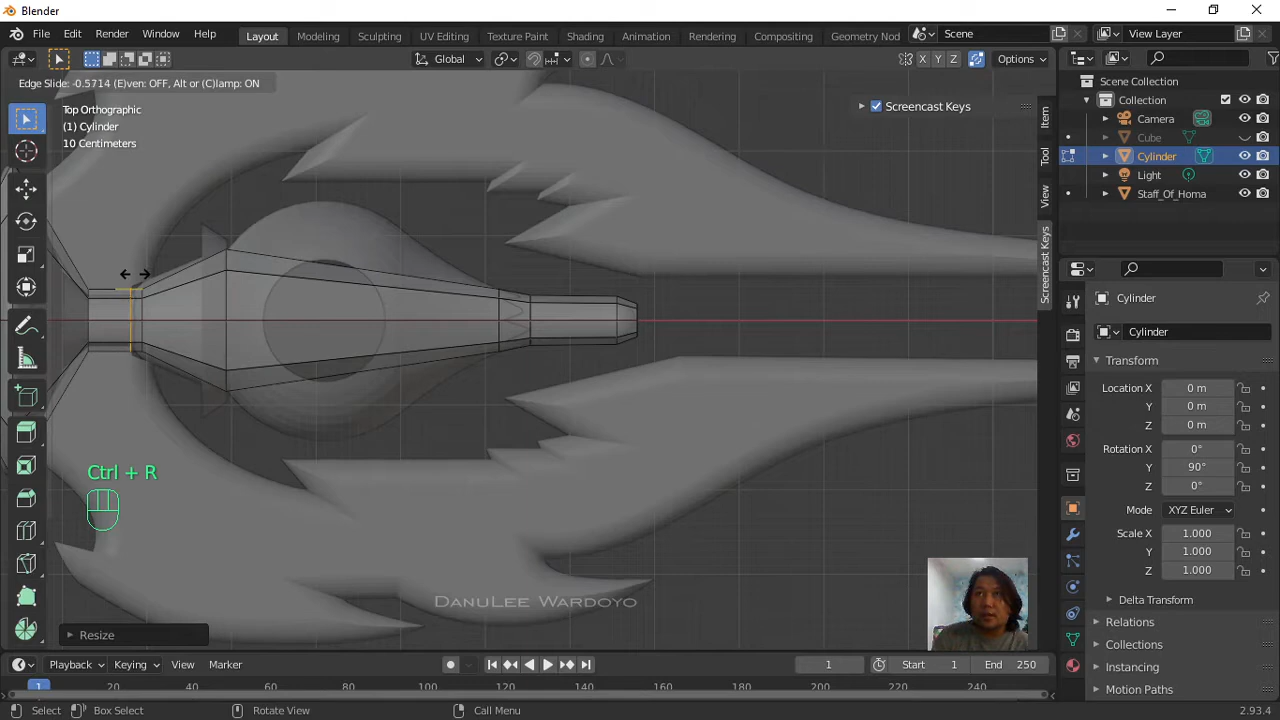 Blender
File Edit Render Window Help Layout Modeling Sculpting UV Editing Texture Paint Shading Animation Rendering Compositing Geometry Nod Scene View Layer
Global X Y Z Options
Edge Slide: -0.5714 (E)ven: OFF, Alt or (C)lamp: ON
Top Orthographic
(1) Cylinder
10 Centimeters
Screencast Keys
Item
Tool
View
Screencast Keys
Scene Collection
Collection
Camera
Cube
Cylinder
Light
Staff_Of_Homa
Cylinder
Cylinder
Transform
Location X 0 m
Y 0 m
Z 0 m
Rotation X 0°
Y 90°
Z 0°
Mode XYZ Euler
Scale X 1.000
Y 1.000
Z 1.000
Delta Transform
Relations
Collections
Instancing
Motion Paths
Ctrl + R
DanuLee Wardoyo
Resize
Playback Keying View Marker 1 Start 1 End 250
1 20 40 60 80 100 120 140 160 180 200 220 240
Select Box Select Rotate View Call Menu 2.93.4